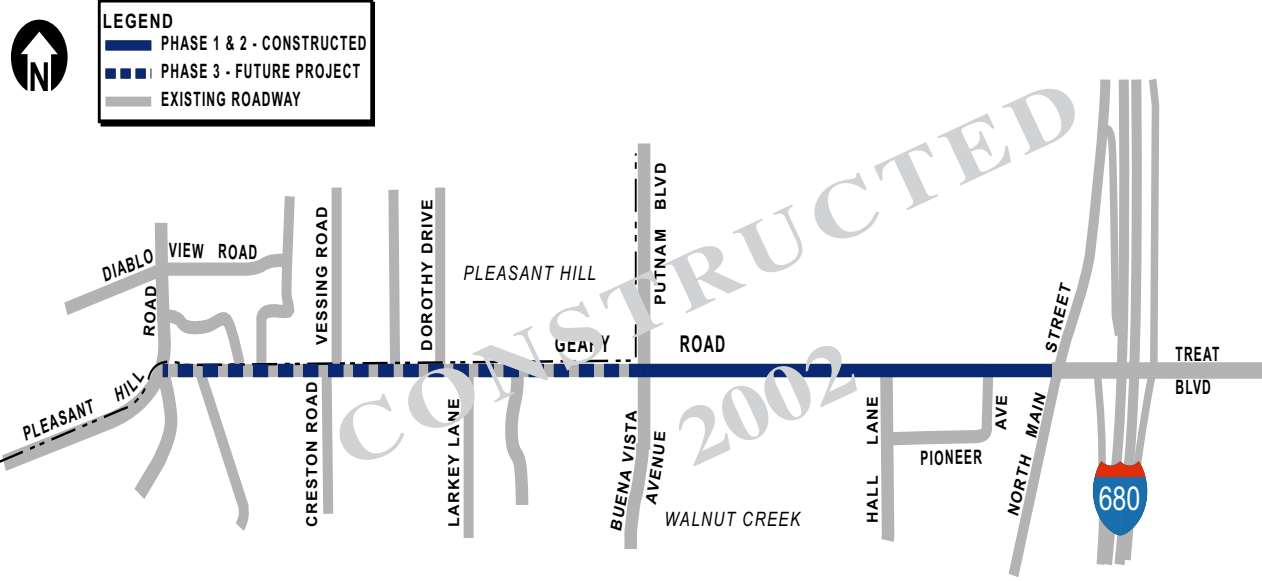 LEGEND
PHASE 1 & 2 - CONSTRUCTED
PHASE 3 - FUTURE PROJECT
EXISTING ROADWAY
N
CONSTRUCTED
2002
DIABLO VIEW ROAD
PLEASANT HILL ROAD
VESSING ROAD
DOROTHY DRIVE
PLEASANT HILL
PUTNAM BLVD
GEARY ROAD
CRESTON ROAD
LARKEY LANE
BUENA VISTA
AVENUE
WALNUT CREEK
HALL LANE
PIONEER AVE
NORTH MAIN STREET
TREAT
BLVD
680